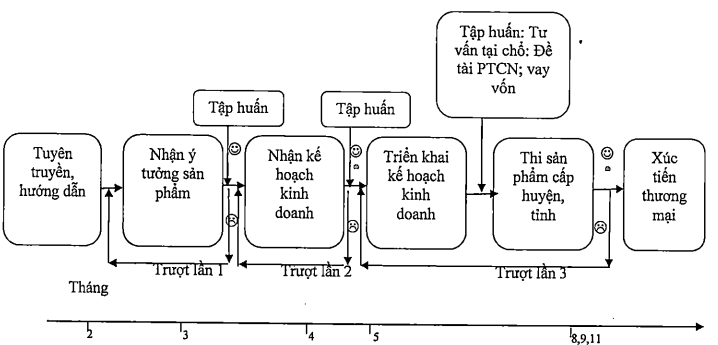 Tập huấn: Tư
vấn tại chổ: Đề
tài PTCN; vay
vốn
Tập huấn
Tập huấn
Tuyên
truyền,
hướng dẫn
Nhận ý
tưởng sản
phẩm
Nhận kế
hoạch
kinh
doanh
Triển khai
kế hoạch
kinh
doanh
Thi sản
phẩm cấp
huyện,
tỉnh
Xúc
tiến
thương
mại
Trượt lần 1
Trượt lần 2
Trượt lần 3
Tháng
2
3
4
5
8,9,11